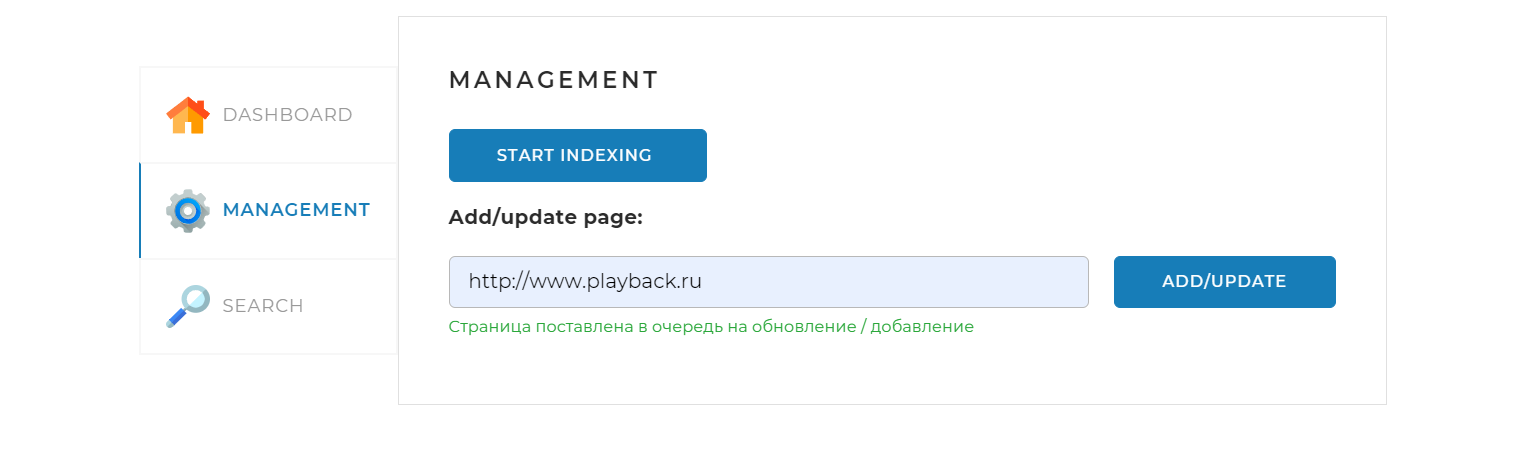 MANAGEMENT
DASHBOARD
START INDEXING
MANAGEMENT
Add/update page:
http://www.playback.ru
ADD/UPDATE
SEARCH
Страница поставлена в очередь на обновление / добавление